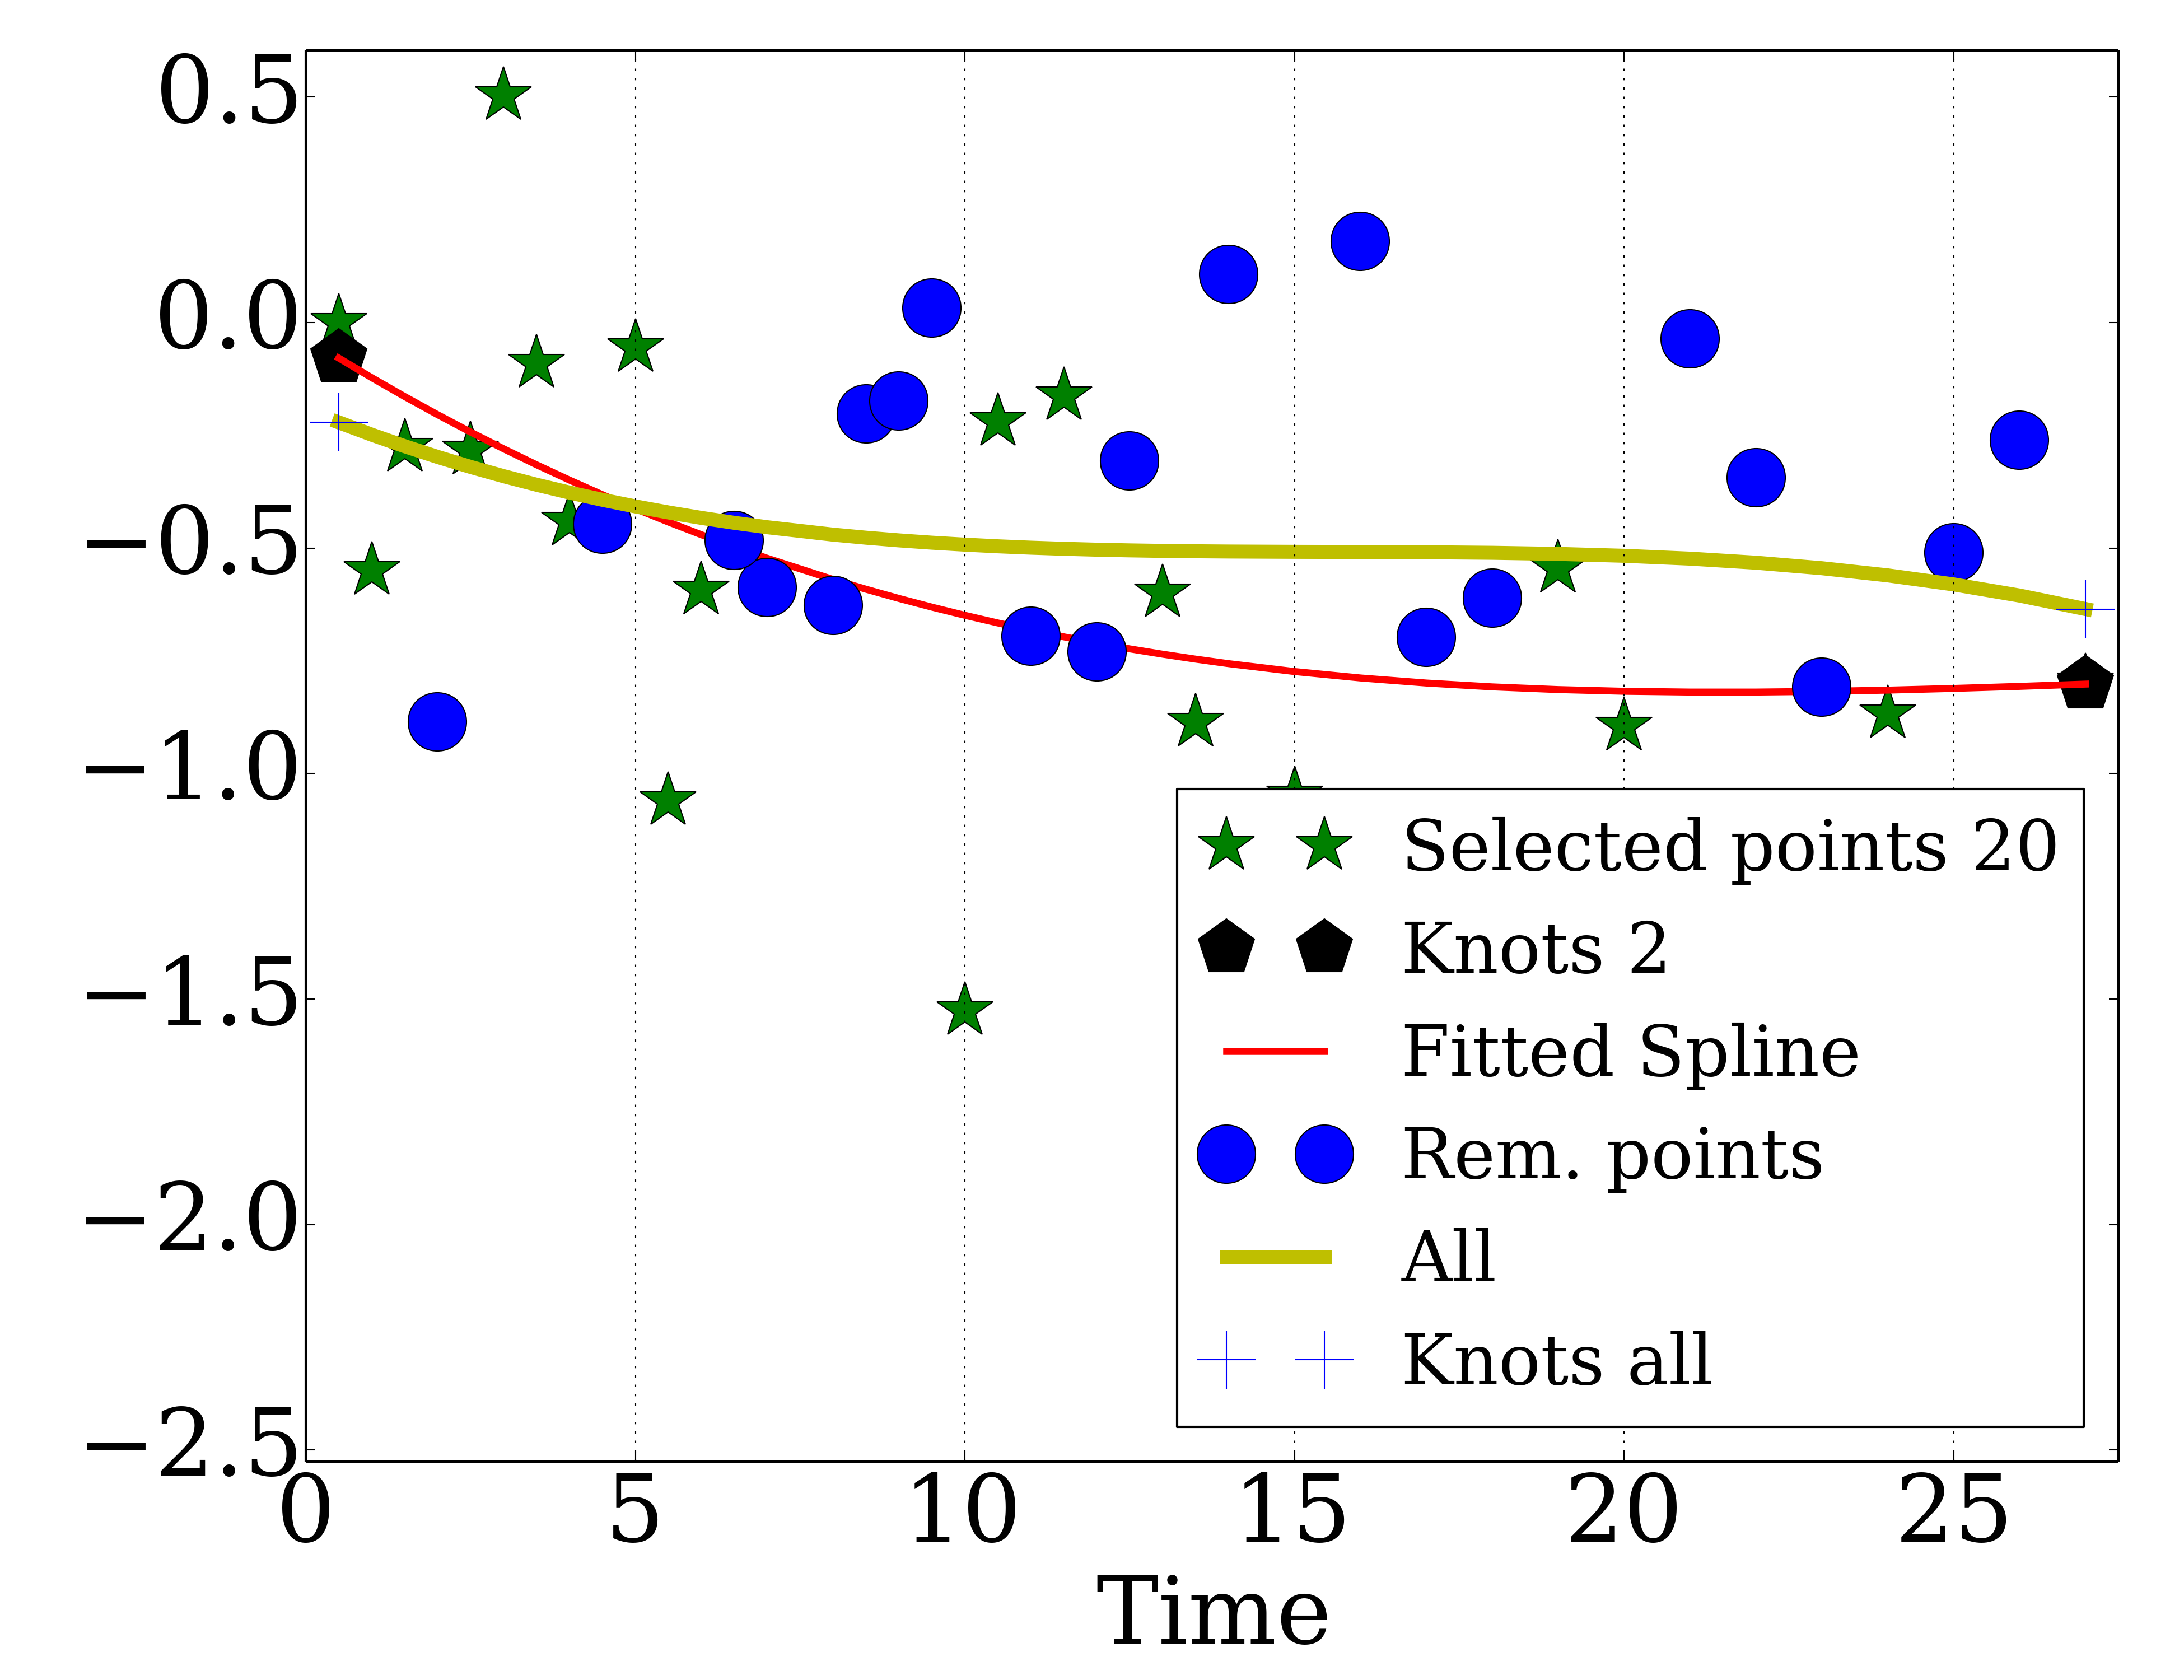 0.5
0.0
−0.5
−1.0
−1.5
−2.0
−2.5
0 5 10 15 20 25
Time
Selected points 20
Knots 2
Fitted Spline
Rem. points
All
Knots all